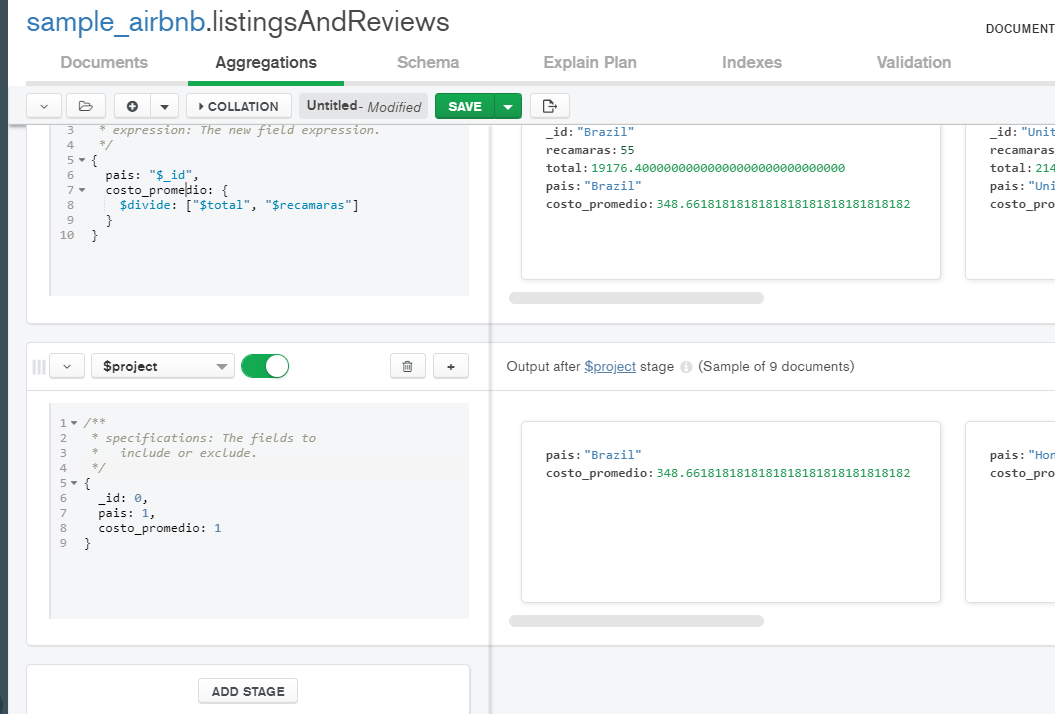 sample_airbnb.listingsAndReviews
DOCUMENT
Documents Aggregations Schema Explain Plan Indexes Validation
COLLATION Untitled- Modified SAVE
3 * expression: The new field expression.
4 */
5 {
6 pais: "$_id",
7 costo_promedio: {
8 $divide: ["$total", "$recamaras"]
9 }
10 }
_id: "Brazil"
recamaras: 55
total: 19176.4000000000000000000000000000
pais: "Brazil"
costo_promedio: 348.6618181818181818181818181818182
_id: "Unit
recamaras
total: 214
pais: "Uni
costo_pro
$project
Output after $project stage (Sample of 9 documents)
1 /**
2 * specifications: The fields to
3 * include or exclude.
4 */
5 {
6 _id: 0,
7 pais: 1,
8 costo_promedio: 1
9 }
pais: "Brazil"
costo_promedio: 348.6618181818181818181818181818182
pais: "Hon
costo_pro
ADD STAGE